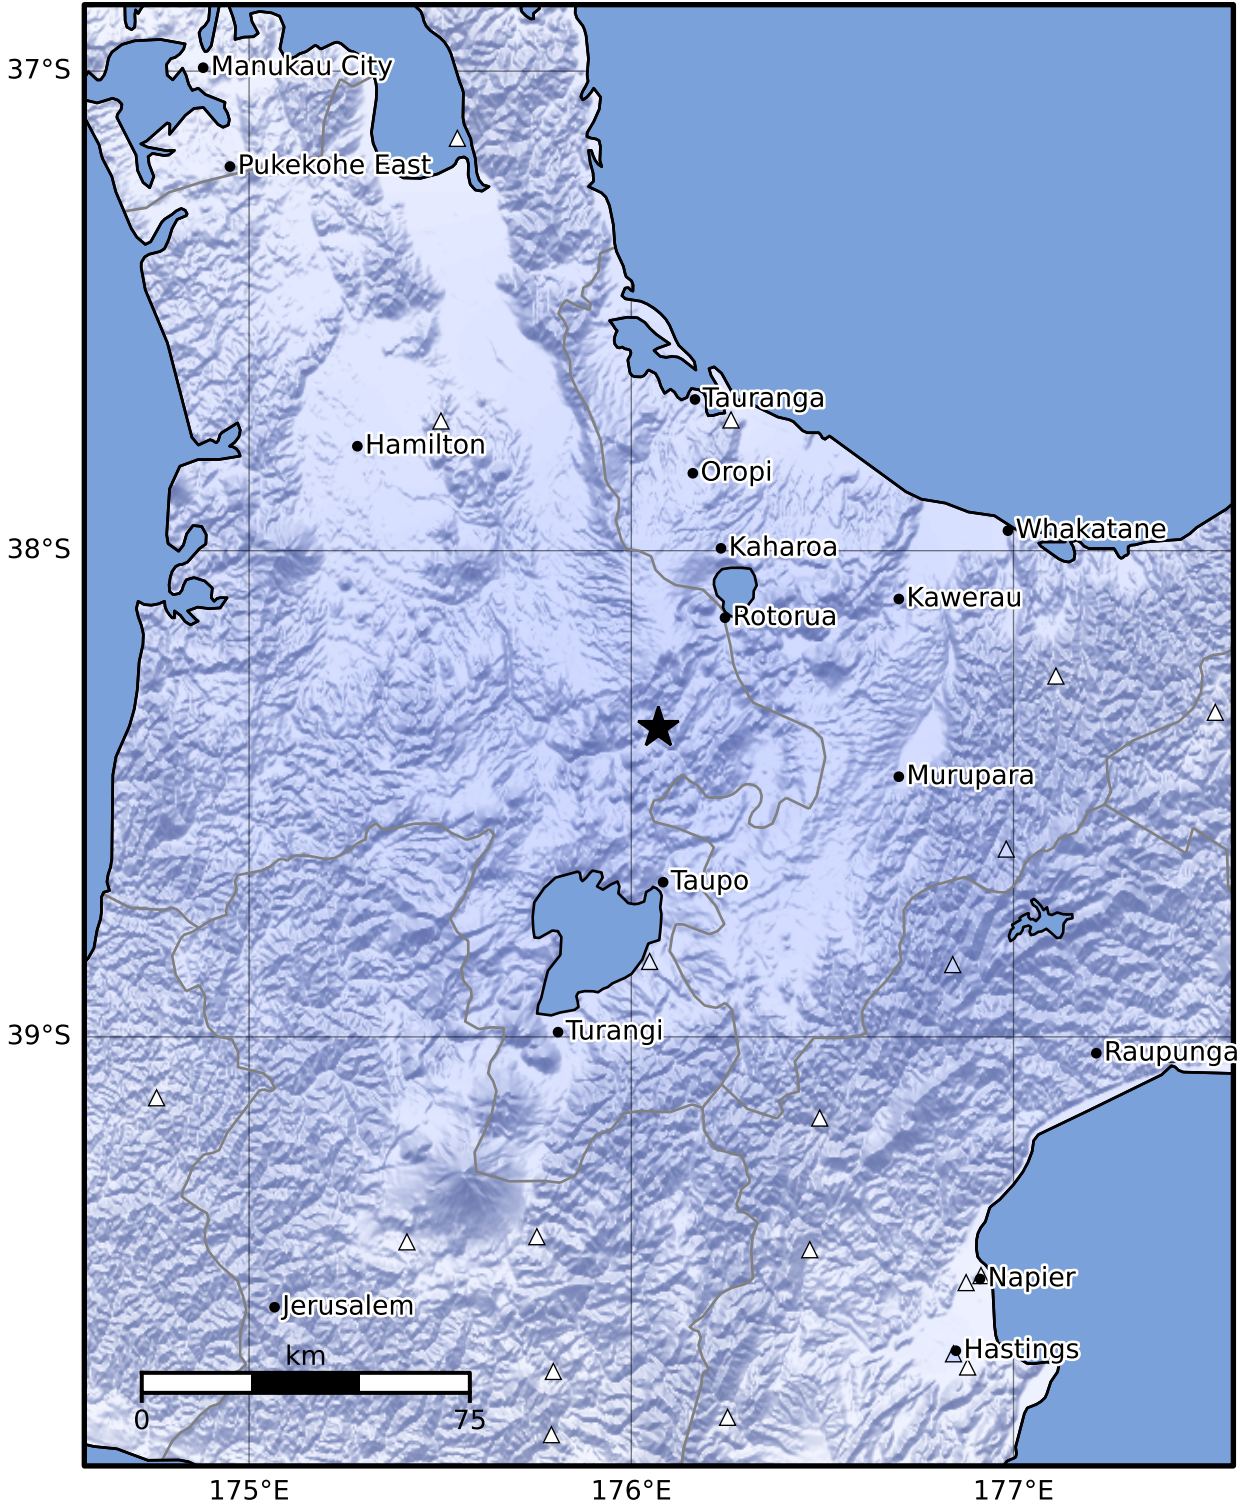 37°S
Manukau City
Pukekohe East
Tauranga
Hamilton
Oropi
Whakatane
38°S
Kaharoa
Kawerau
Rotorua
Murupara
Taupo
Turangi
39°S
Raupunga
Napier
Jerusalem
Hastings
km
0
75
175°E
176°E
177°E